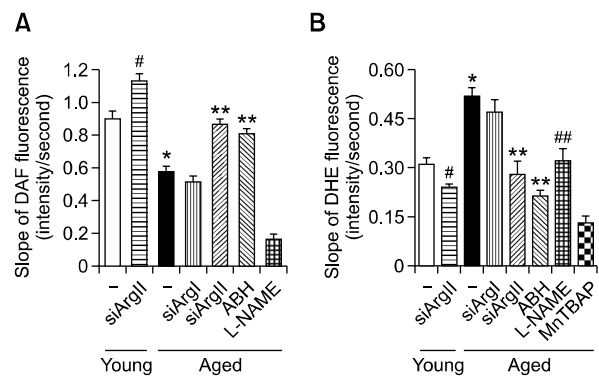 A
Slope of DAF fluorescence
(intensity/second)
1.2
1.0
0.8
0.6
0.4
0.2
0
#
*
**
**
–
siArgII
–
siArgI
siArgII
ABH
L-NAME
Young
Aged
B
Slope of DHE fluorescence
(intensity/second)
0.60
0.45
0.30
0.15
0
#
*
**
**
##
–
siArgII
–
siArgI
siArgII
ABH
L-NAME
MnTBAP
Young
Aged